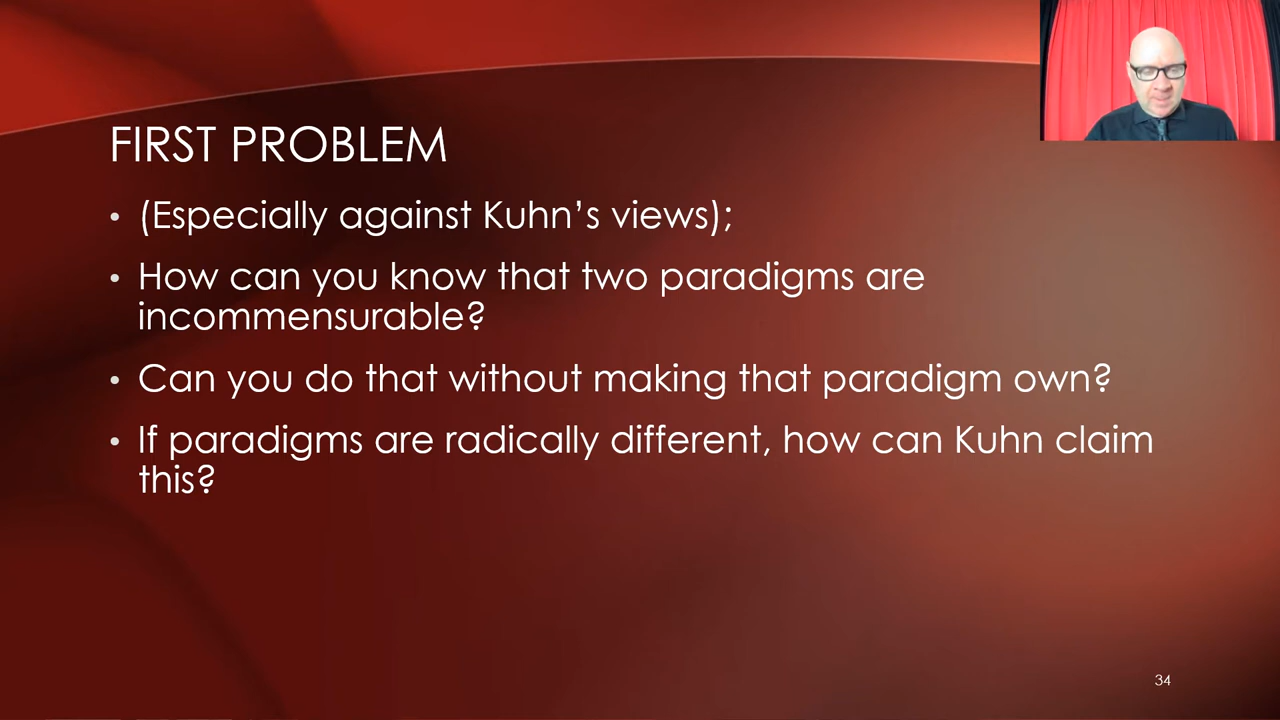 FIRST PROBLEM
• (Especially against Kuhn’s views);
• How can you know that two paradigms are
incommensurable?
• Can you do that without making that paradigm own?
• If paradigms are radically different, how can Kuhn claim
this?
34